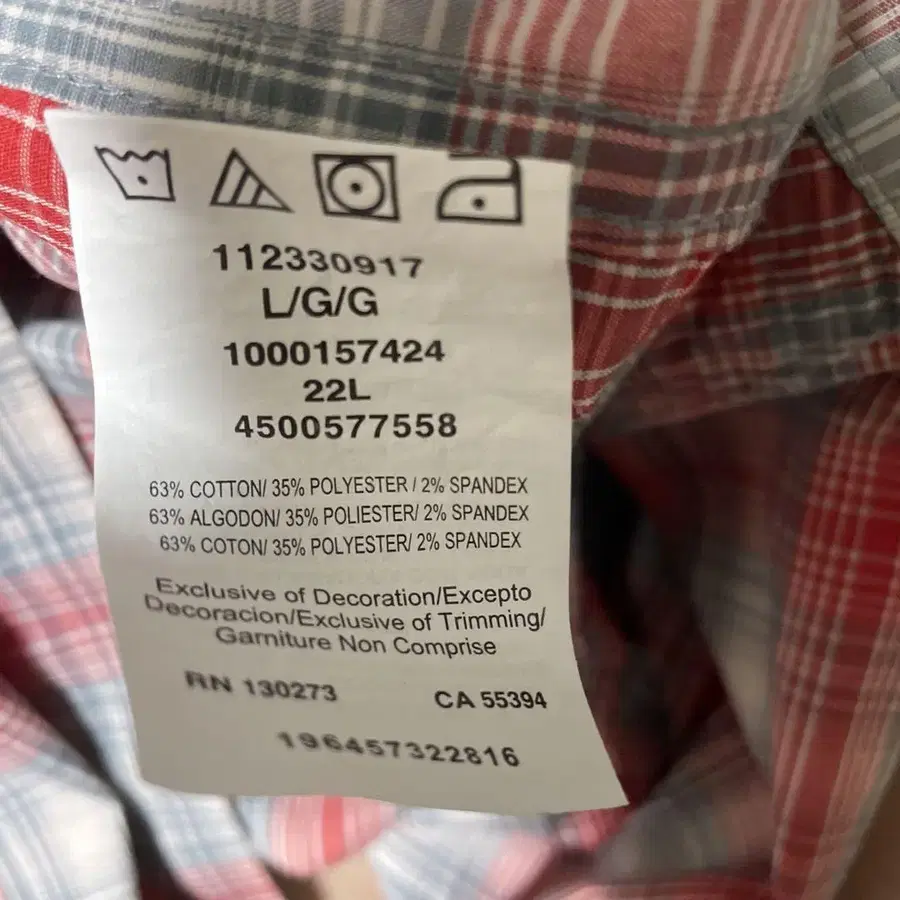 112330917
L/G/G
1000157424
22L
4500577558
63% COTTON/ 35% POLYESTER / 2% SPANDEX
63% ALGODON/ 35% POLIESTER/ 2% SPANDEX
63% COTON/ 35% POLYESTER/ 2% SPANDEX
Exclusive of Decoration/Excepto
Decoracion/Exclusive of Trimming/
Garniture Non Comprise
RN 130273 CA 55394
196457322816